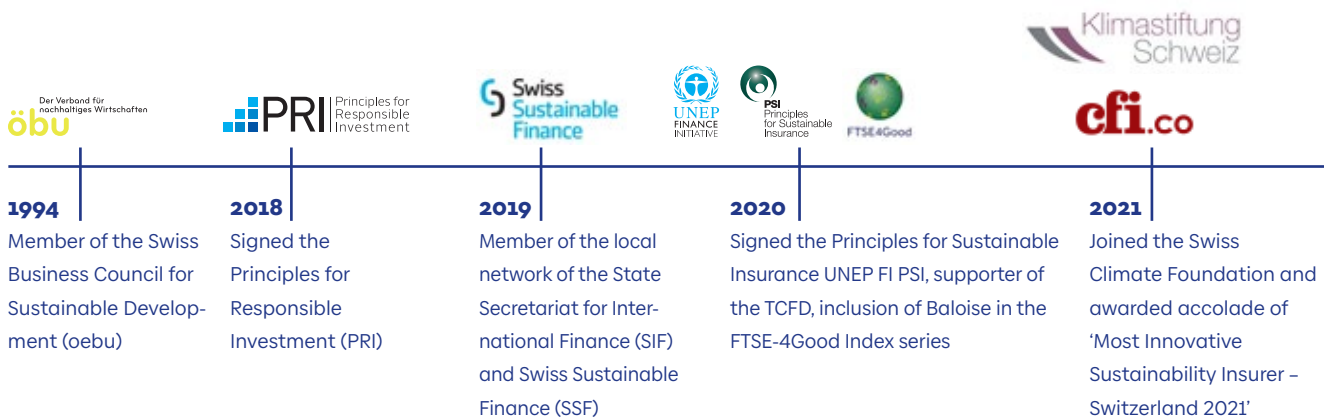 Klimastiftung
Schweiz
Der Verband für
nachhaltiges Wirtschaften
öbu
PRI
Principles for
Responsible
Investment
Swiss
Sustainable
Finance
UNEP
FINANCE
INITIATIVE
PSI
Principles
for Sustainable
Insurance
FTSE4Good
cfi.co
1994
Member of the Swiss
Business Council for
Sustainable Develop-
ment (oebu)
2018
Signed the
Principles for
Responsible
Investment (PRI)
2019
Member of the local
network of the State
Secretariat for Inter-
national Finance (SIF)
and Swiss Sustainable
Finance (SSF)
2020
Signed the Principles for Sustainable
Insurance UNEP FI PSI, supporter of
the TCFD, inclusion of Baloise in the
FTSE-4Good Index series
2021
Joined the Swiss
Climate Foundation and
awarded accolade of
‘Most Innovative
Sustainability Insurer –
Switzerland 2021’